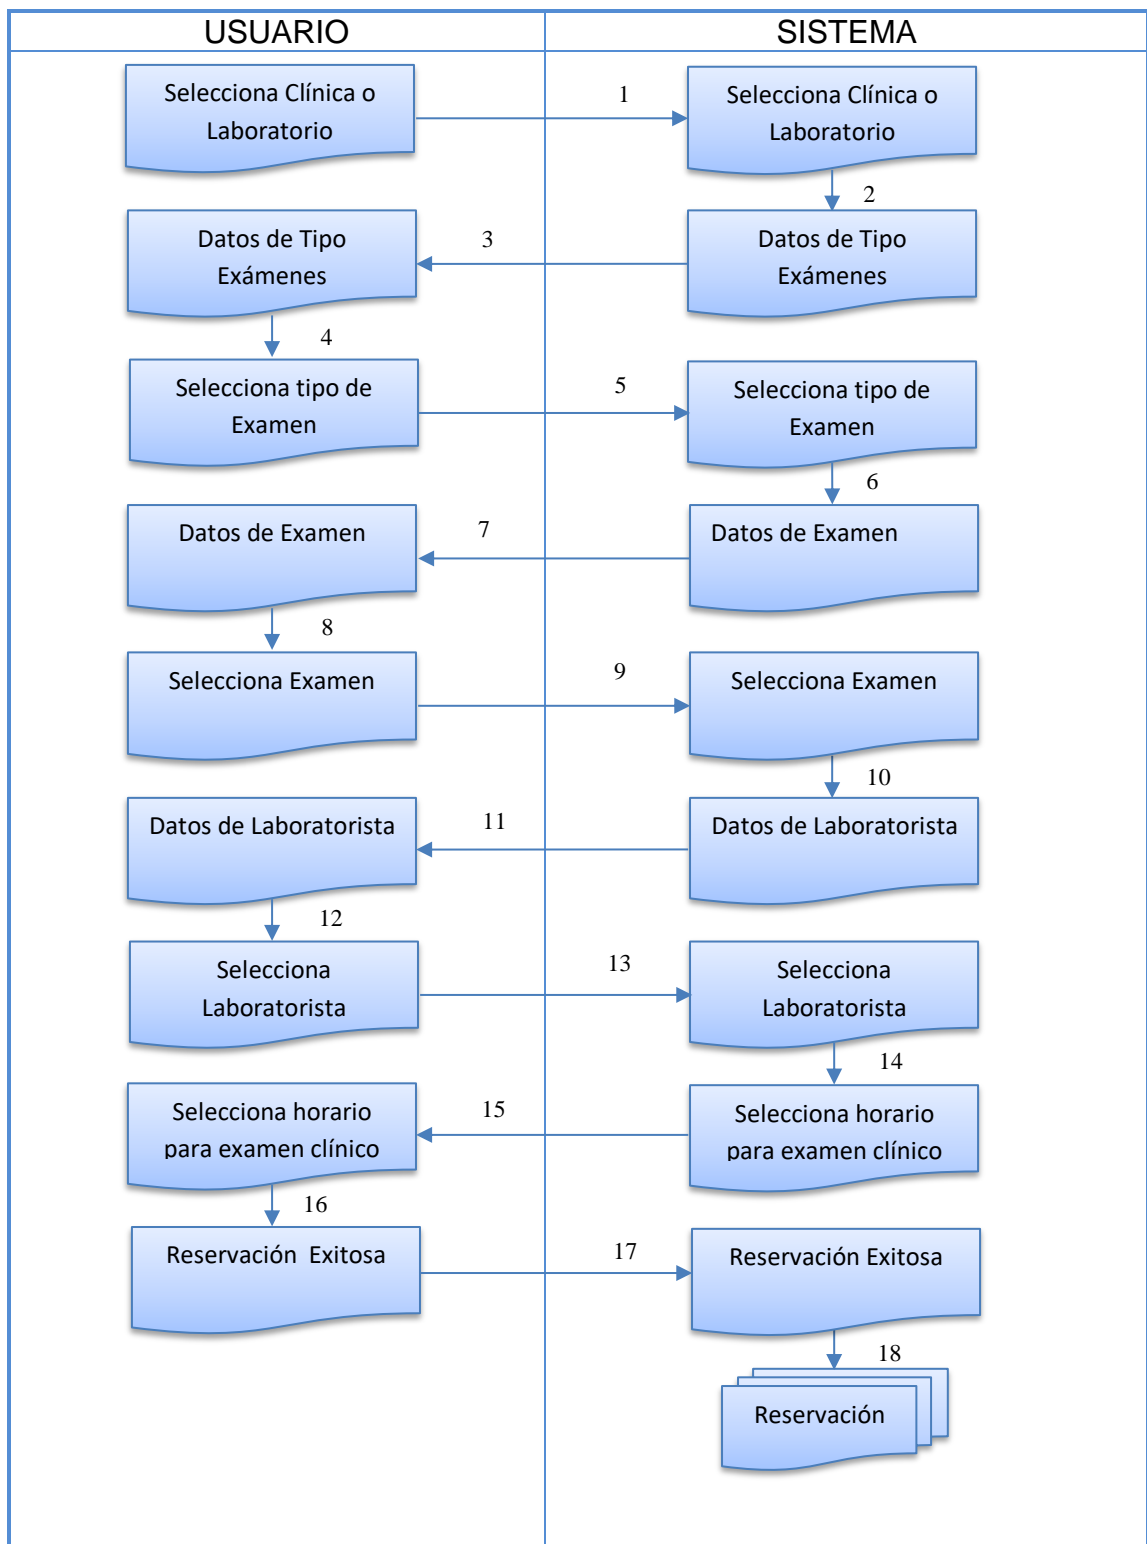 USUARIO
SISTEMA
Selecciona Clínica o
Laboratorio
1
Selecciona Clínica o
Laboratorio
2
Datos de Tipo
Exámenes
3
Datos de Tipo
Exámenes
4
Selecciona tipo de
Examen
5
Selecciona tipo de
Examen
6
Datos de Examen
7
Datos de Examen
8
Selecciona Examen
9
Selecciona Examen
10
Datos de Laboratorista
11
Datos de Laboratorista
12
Selecciona
Laboratorista
13
Selecciona
Laboratorista
14
Selecciona horario
para examen clínico
15
Selecciona horario
para examen clínico
16
Reservación Exitosa
17
Reservación Exitosa
18
Reservación